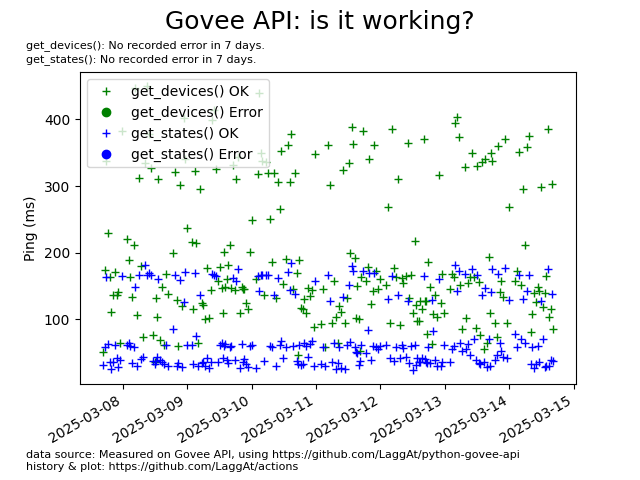 Govee API: is it working?
get_devices(): No recorded error in 7 days.
get_states(): No recorded error in 7 days.
get_devices() OK
get_devices() Error
get_states() OK
get_states() Error
Ping (ms)
400
300
200
100
2025-03-08
2025-03-09
2025-03-10
2025-03-11
2025-03-12
2025-03-13
2025-03-14
2025-03-15
data source: Measured on Govee API, using https://github.com/LaggAt/python-govee-api
history & plot: https://github.com/LaggAt/actions